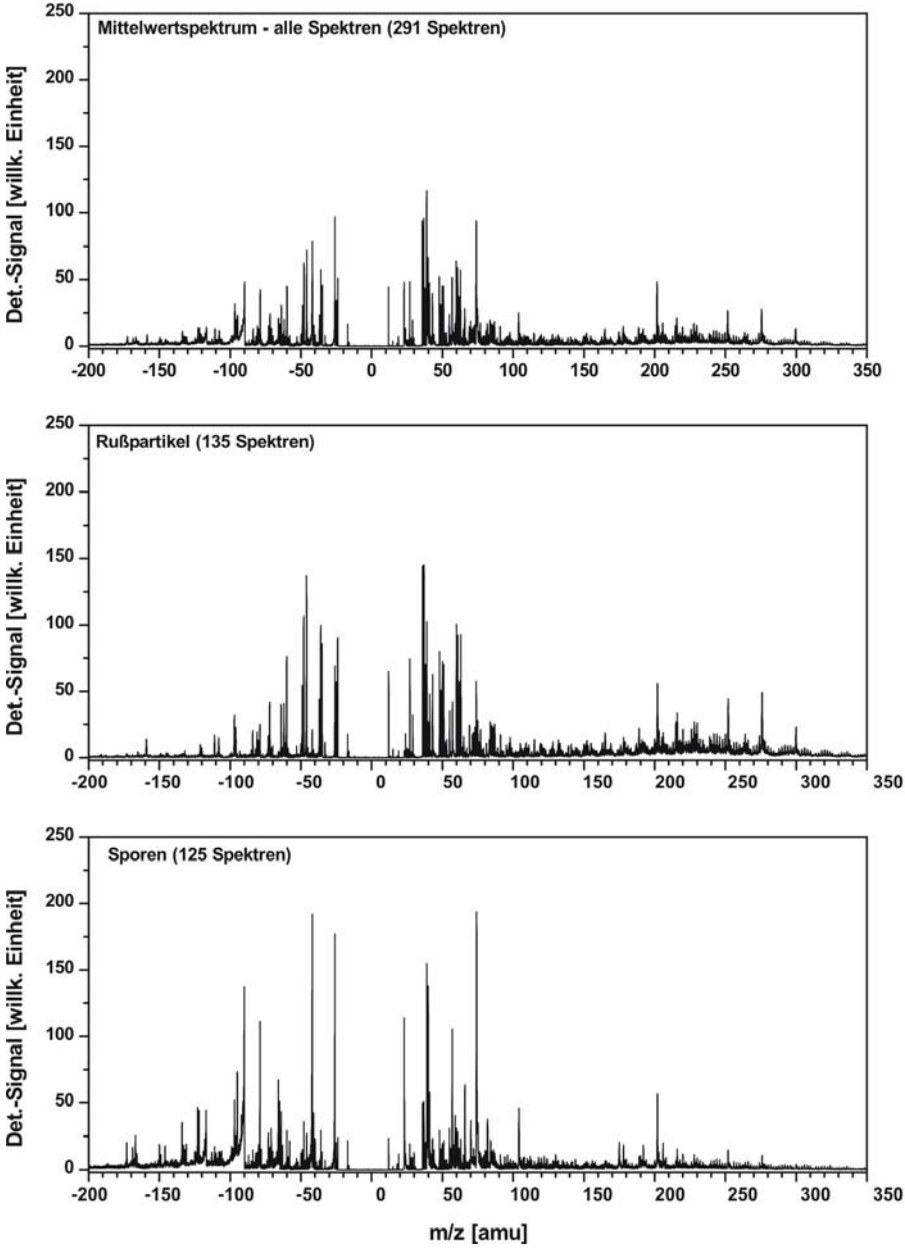 Mittelwertspektrum - alle Spektren (291 Spektren)
Det.-Signal [willk. Einheit]
250
200
150
100
50
0
-200 -150 -100 -50 0 50 100 150 200 250 300 350
Rußpartikel (135 Spektren)
Det.-Signal [willk. Einheit]
250
200
150
100
50
0
-200 -150 -100 -50 0 50 100 150 200 250 300 350
Sporen (125 Spektren)
Det.-Signal [willk. Einheit]
250
200
150
100
50
0
-200 -150 -100 -50 0 50 100 150 200 250 300 350
m/z [amu]